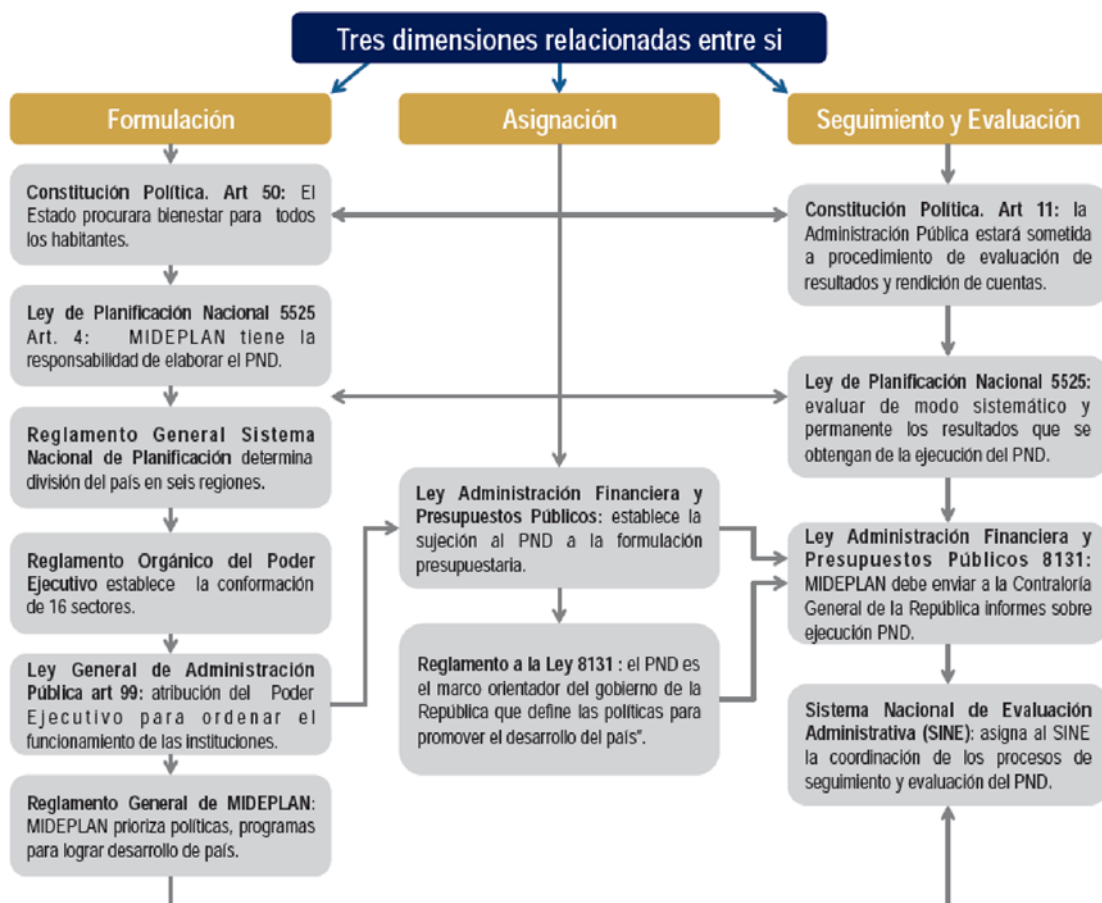 Tres dimensiones relacionadas entre si
Formulación
Constitución Política. Art 50: El
Estado procurara bienestar para todos
los habitantes.
Ley de Planificación Nacional 5525
Art. 4: MIDEPLAN tiene la
responsabilidad de elaborar el PND.
Reglamento General Sistema
Nacional de Planificación determina
división del país en seis regiones.
Reglamento Orgánico del Poder
Ejecutivo establece la conformación
de 16 sectores.
Ley General de Administración
Pública art 99: atribución del Poder
Ejecutivo para ordenar el
funcionamiento de las instituciones.
Reglamento General de MIDEPLAN:
MIDEPLAN prioriza políticas, programas
para lograr desarrollo de país.
Asignación
Ley Administración Financiera y
Presupuestos Públicos: establece la
sujeción al PND a la formulación
presupuestaria.
Reglamento a la Ley 8131 : el PND es
el marco orientador del gobierno de la
República que define las políticas para
promover el desarrollo del país”.
Seguimiento y Evaluación
Constitución Política. Art 11: la
Administración Pública estará sometida
a procedimiento de evaluación de
resultados y rendición de cuentas.
Ley de Planificación Nacional 5525:
evaluar de modo sistemático y
permanente los resultados que se
obtengan de la ejecución del PND.
Ley Administración Financiera y
Presupuestos Públicos 8131:
MIDEPLAN debe enviar a la Contraloría
General de la República informes sobre
ejecución PND.
Sistema Nacional de Evaluación
Administrativa (SINE): asigna al SINE
la coordinación de los procesos de
seguimiento y evaluación del PND.